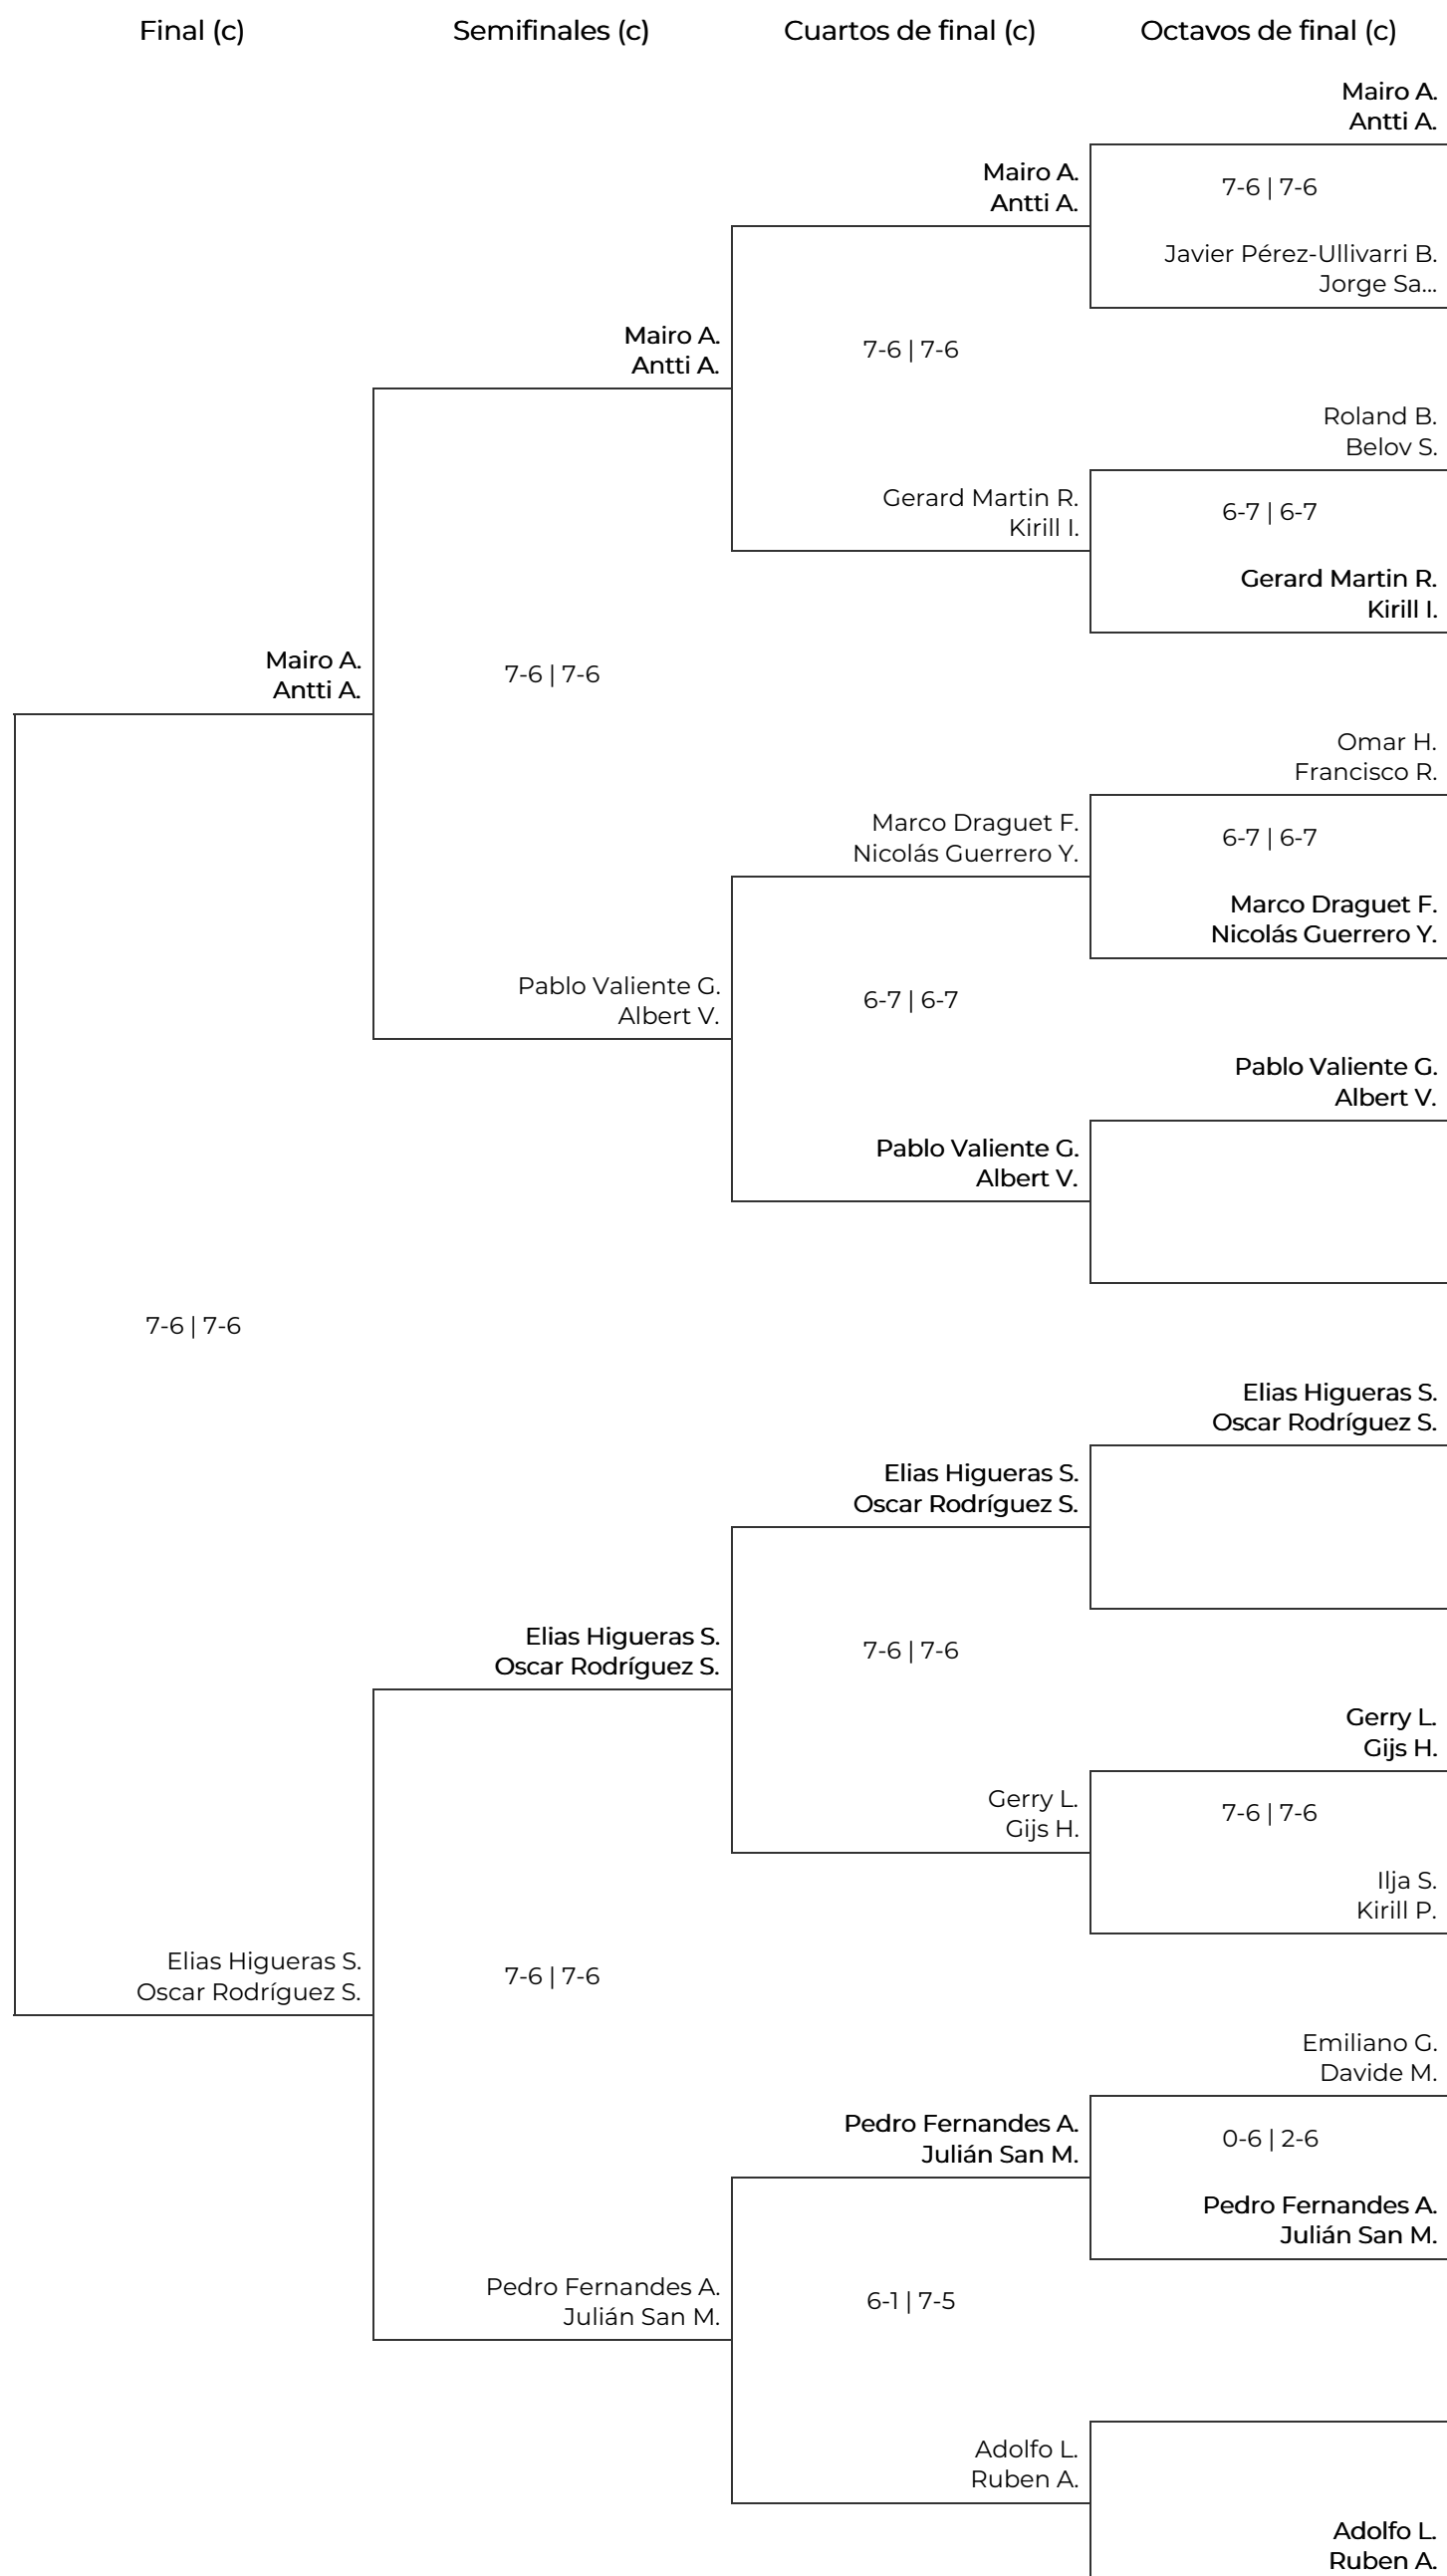 Final (c)
Semifinales (c)
Cuartos de final (c)
Octavos de final (c)
Mairo A.
Antti A.
7-6 | 7-6
Elias Higueras S.
Oscar Rodríguez S.
Mairo A.
Antti A.
7-6 | 7-6
Pablo Valiente G.
Albert V.
Elias Higueras S.
Oscar Rodríguez S.
7-6 | 7-6
Pedro Fernandes A.
Julián San M.
Mairo A.
Antti A.
7-6 | 7-6
Gerard Martin R.
Kirill I.
Marco Draguet F.
Nicolás Guerrero Y.
6-7 | 6-7
Pablo Valiente G.
Albert V.
Elias Higueras S.
Oscar Rodríguez S.
7-6 | 7-6
Gerry L.
Gijs H.
Pedro Fernandes A.
Julián San M.
6-1 | 7-5
Adolfo L.
Ruben A.
Mairo A.
Antti A.
7-6 | 7-6
Javier Pérez-Ullivarri B.
Jorge Sa...
Roland B.
Belov S.
6-7 | 6-7
Gerard Martin R.
Kirill I.
Omar H.
Francisco R.
6-7 | 6-7
Marco Draguet F.
Nicolás Guerrero Y.
Pablo Valiente G.
Albert V.
Elias Higueras S.
Oscar Rodríguez S.
Gerry L.
Gijs H.
7-6 | 7-6
Ilja S.
Kirill P.
Emiliano G.
Davide M.
0-6 | 2-6
Pedro Fernandes A.
Julián San M.
Adolfo L.
Ruben A.